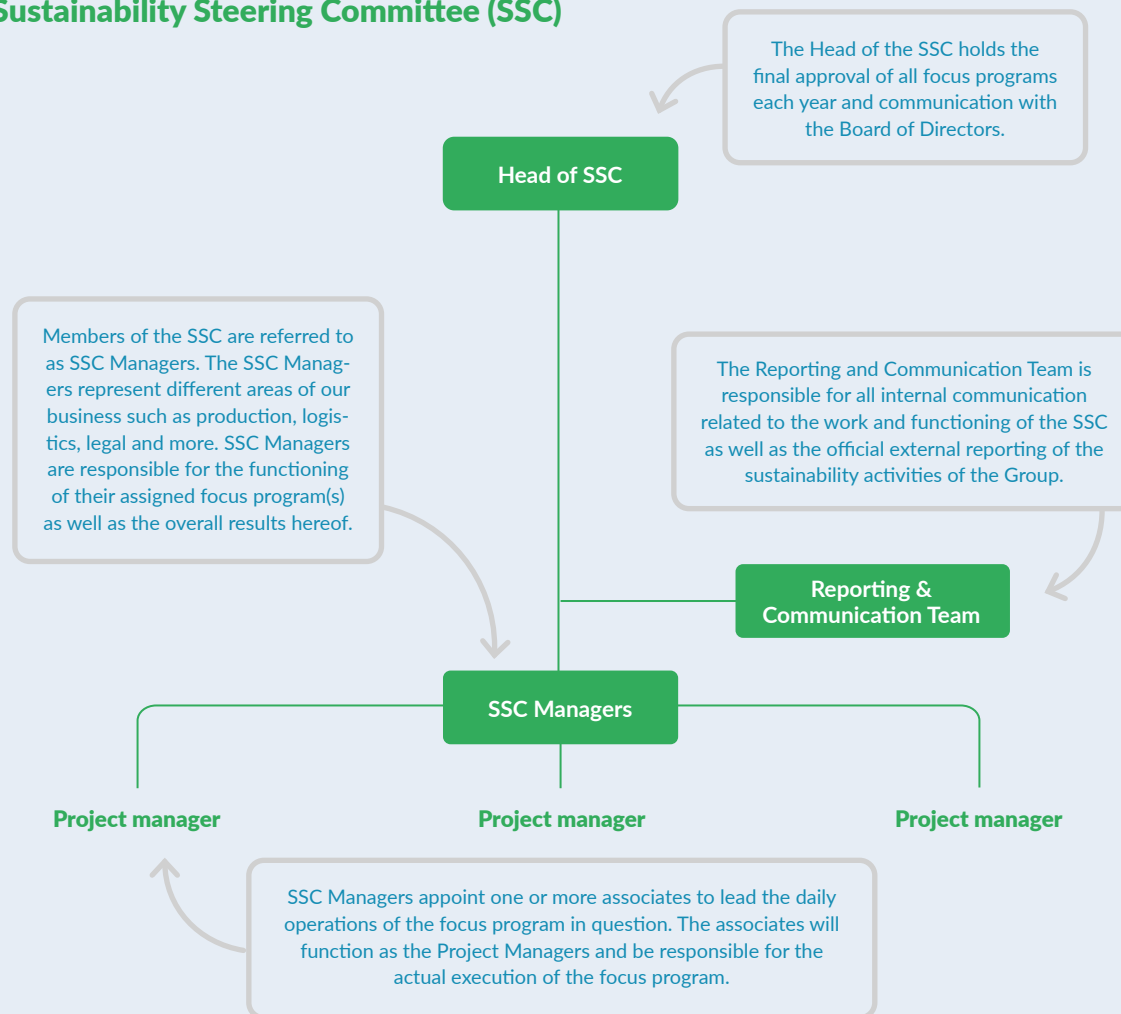 Sustainability Steering Committee (SSC)
The Head of the SSC holds the
final approval of all focus programs
each year and communication with
the Board of Directors.
Head of SSC
Members of the SSC are referred to
as SSC Managers. The SSC Manag-
ers represent different areas of our
business such as production, logis-
tics, legal and more. SSC Managers
are responsible for the functioning
of their assigned focus program(s)
as well as the overall results hereof.
The Reporting and Communication Team is
responsible for all internal communication
related to the work and functioning of the SSC
as well as the official external reporting of the
sustainability activities of the Group.
Reporting &
Communication Team
SSC Managers
Project manager
Project manager
Project manager
SSC Managers appoint one or more associates to lead the daily
operations of the focus program in question. The associates will
function as the Project Managers and be responsible for the
actual execution of the focus program.